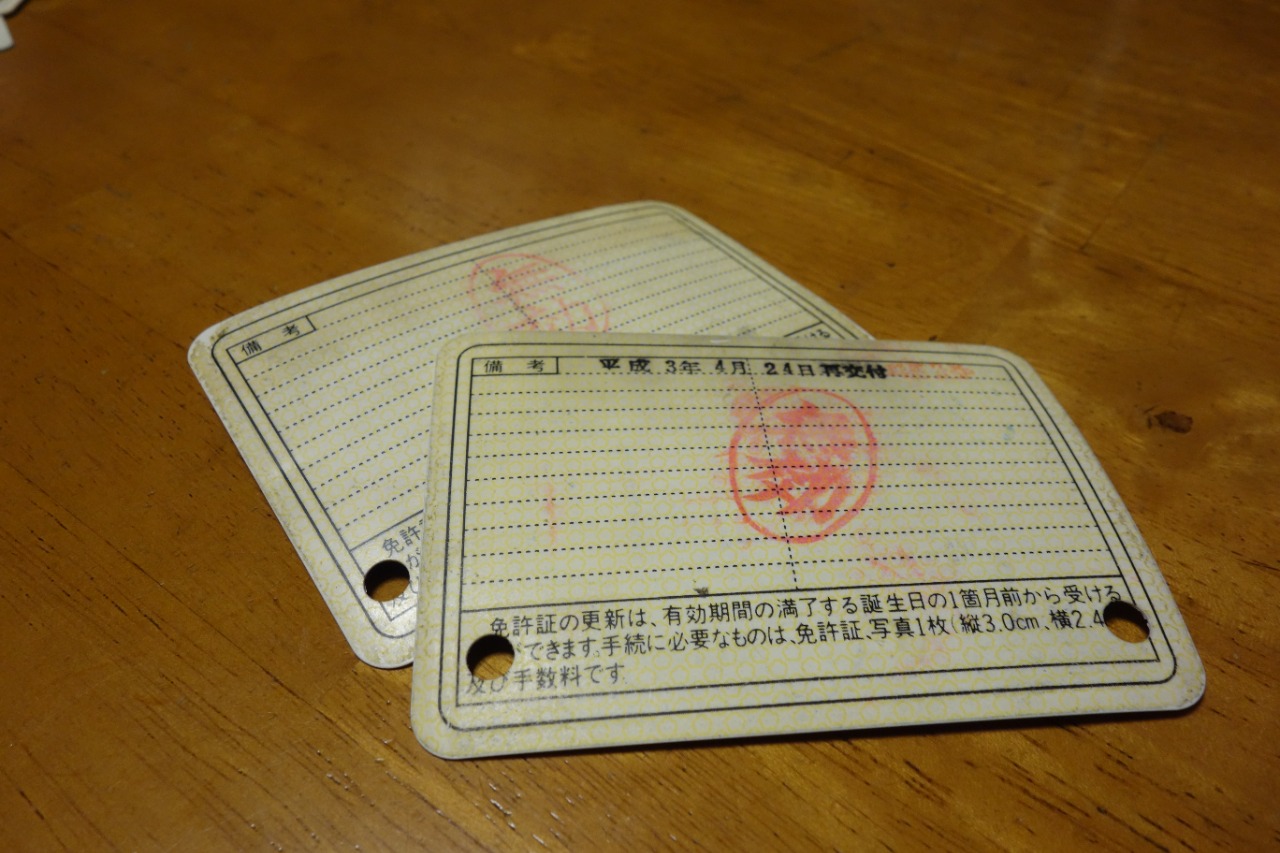 備考
備考 平成 3年 4月 24日再交付
免許
が
及び
免許証の更新は、有効期間の満了する誕生日の1箇月前から受ける
ができます。手続に必要なものは、免許証、写真1枚(縦3.0cm、横2.4
及び手数料です。